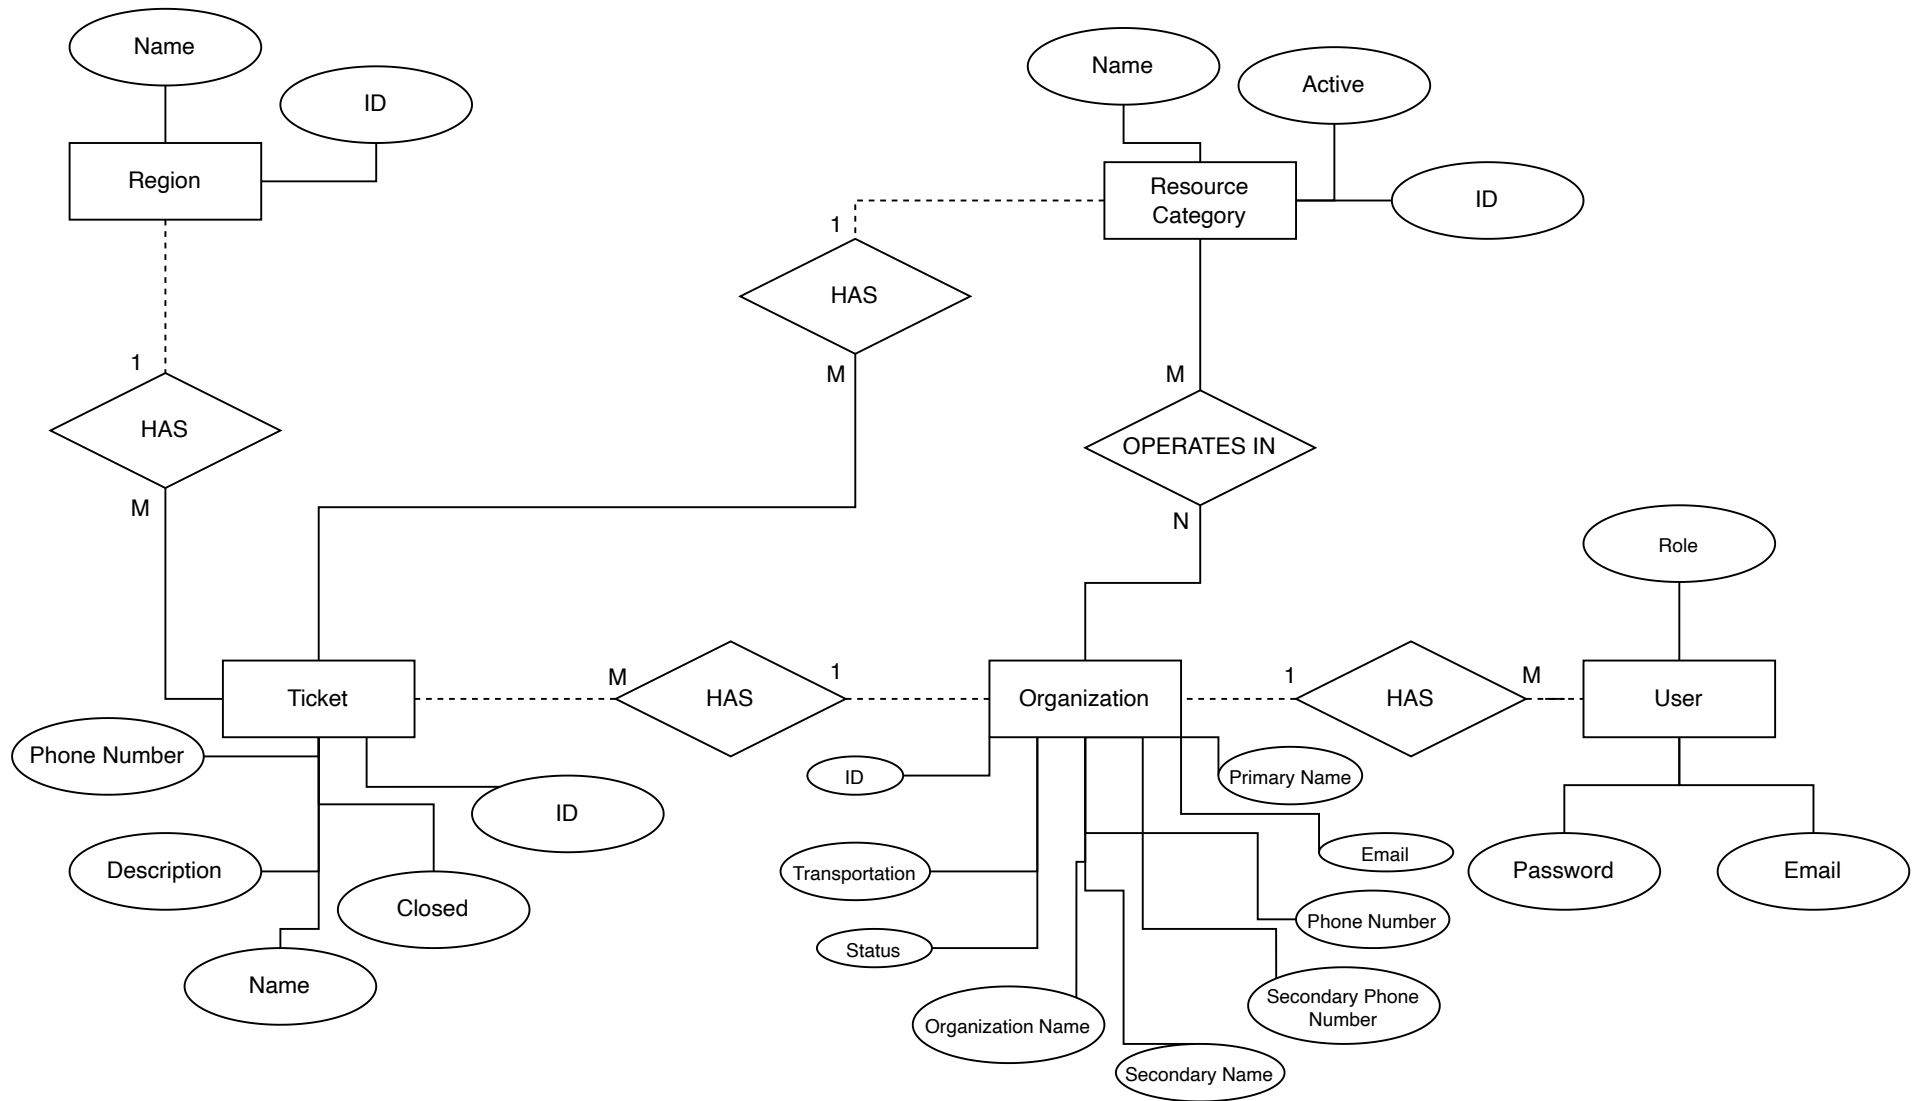 Name
ID
Region
Name
Active
Resource
Category
ID
1
HAS
M
1
HAS
M
M
OPERATES IN
N
Role
Ticket
M
HAS
1
Organization
1
HAS
M
User
Phone Number
ID
Description
Closed
Name
ID
Primary Name
Transportation
Email
Status
Phone Number
Organization Name
Secondary Phone
Number
Secondary Name
Password
Email